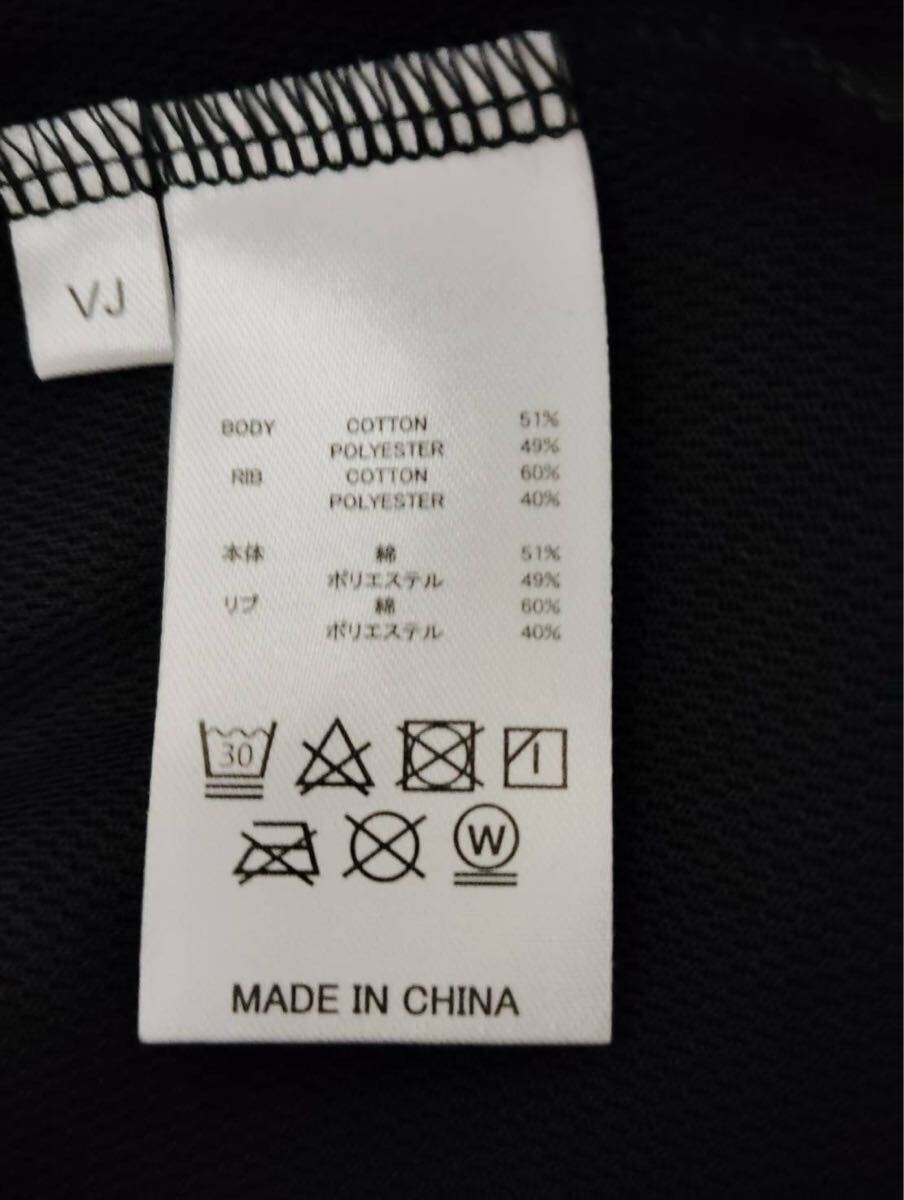 VJ
BODY COTTON 51%
POLYESTER 49%
RIB COTTON 60%
POLYESTER 40%
本体 綿 51%
ポリエステル 49%
リブ 綿 60%
ポリエステル 40%
30
W
MADE IN CHINA